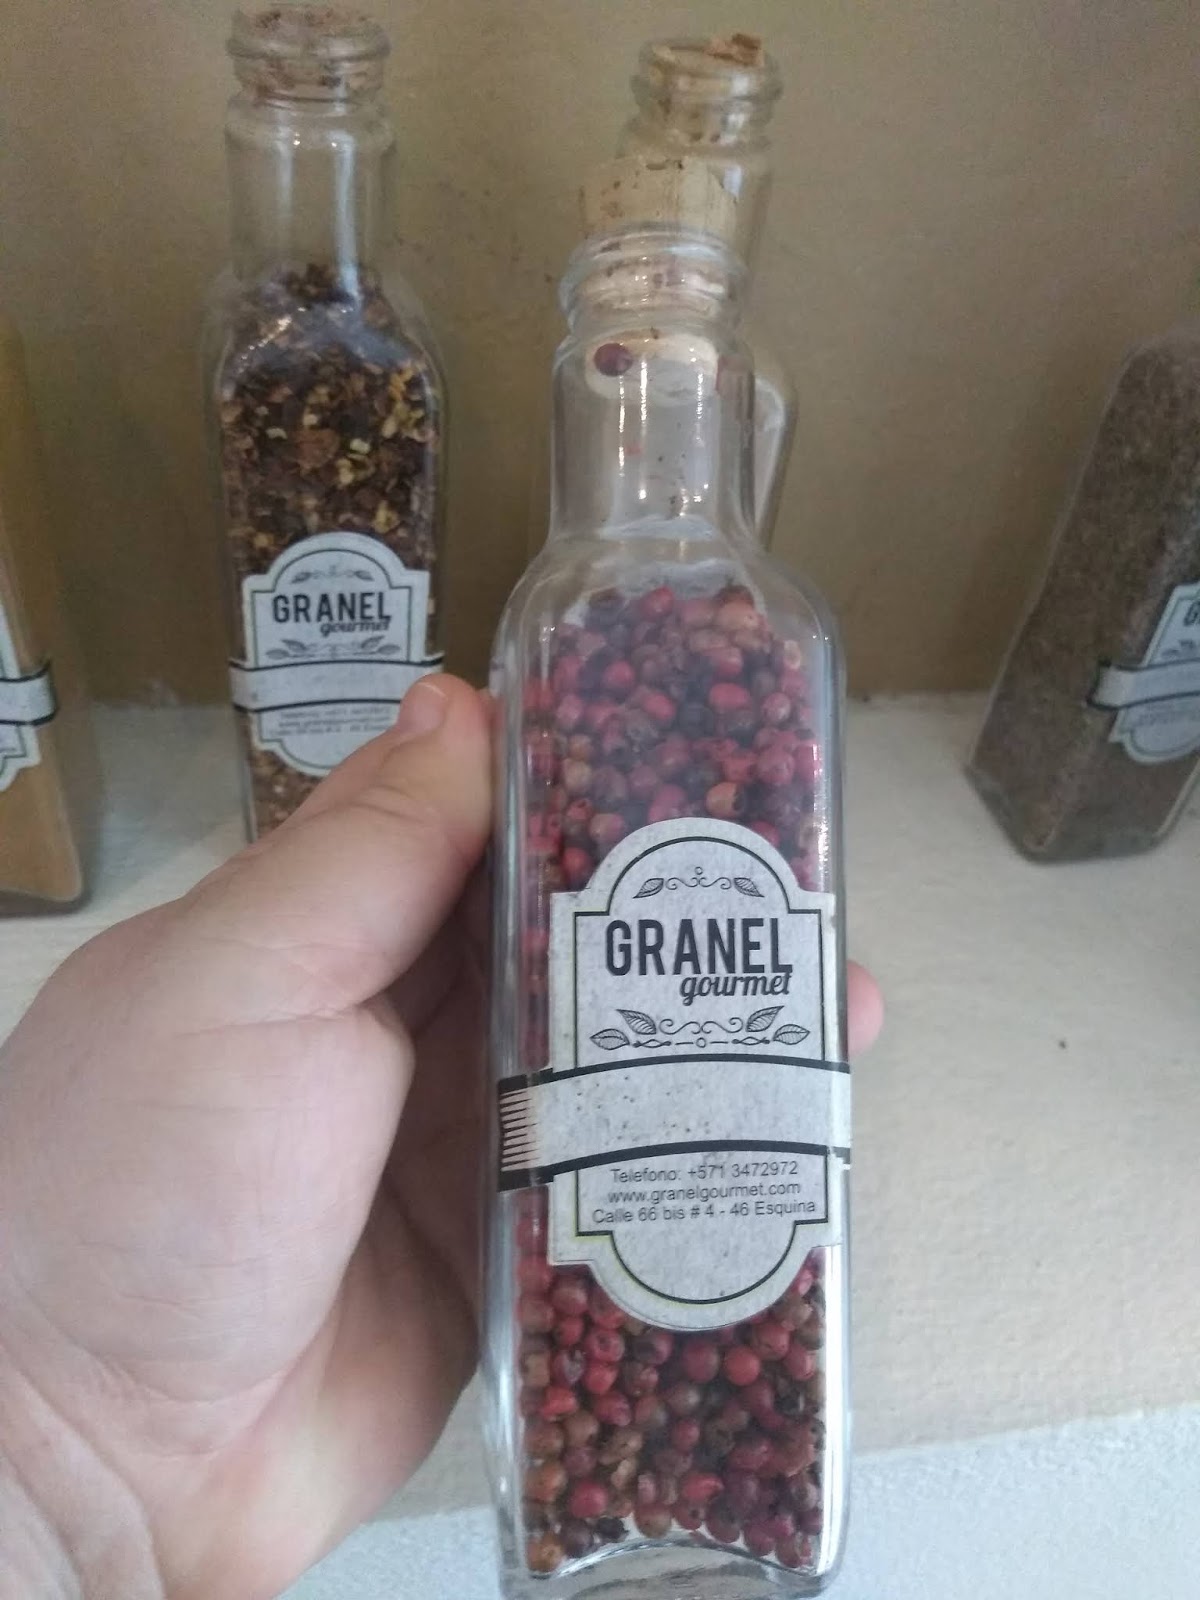 GRANEL
gourmet
GRANEL
gourmet
Telefono: +571 3472972
www.granelgourmet.com
Calle 66 bis # 4 - 46 Esquina